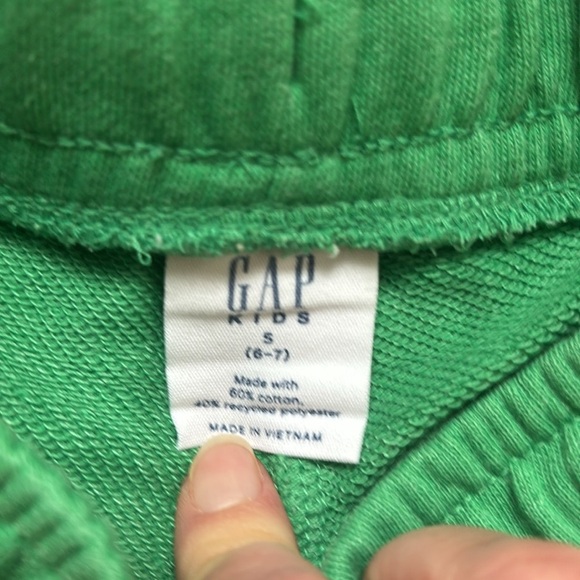 GAP
KIDS
S
(6-7)
Made with
60% cotton,
40% recycled polyester
MADE IN VIETNAM